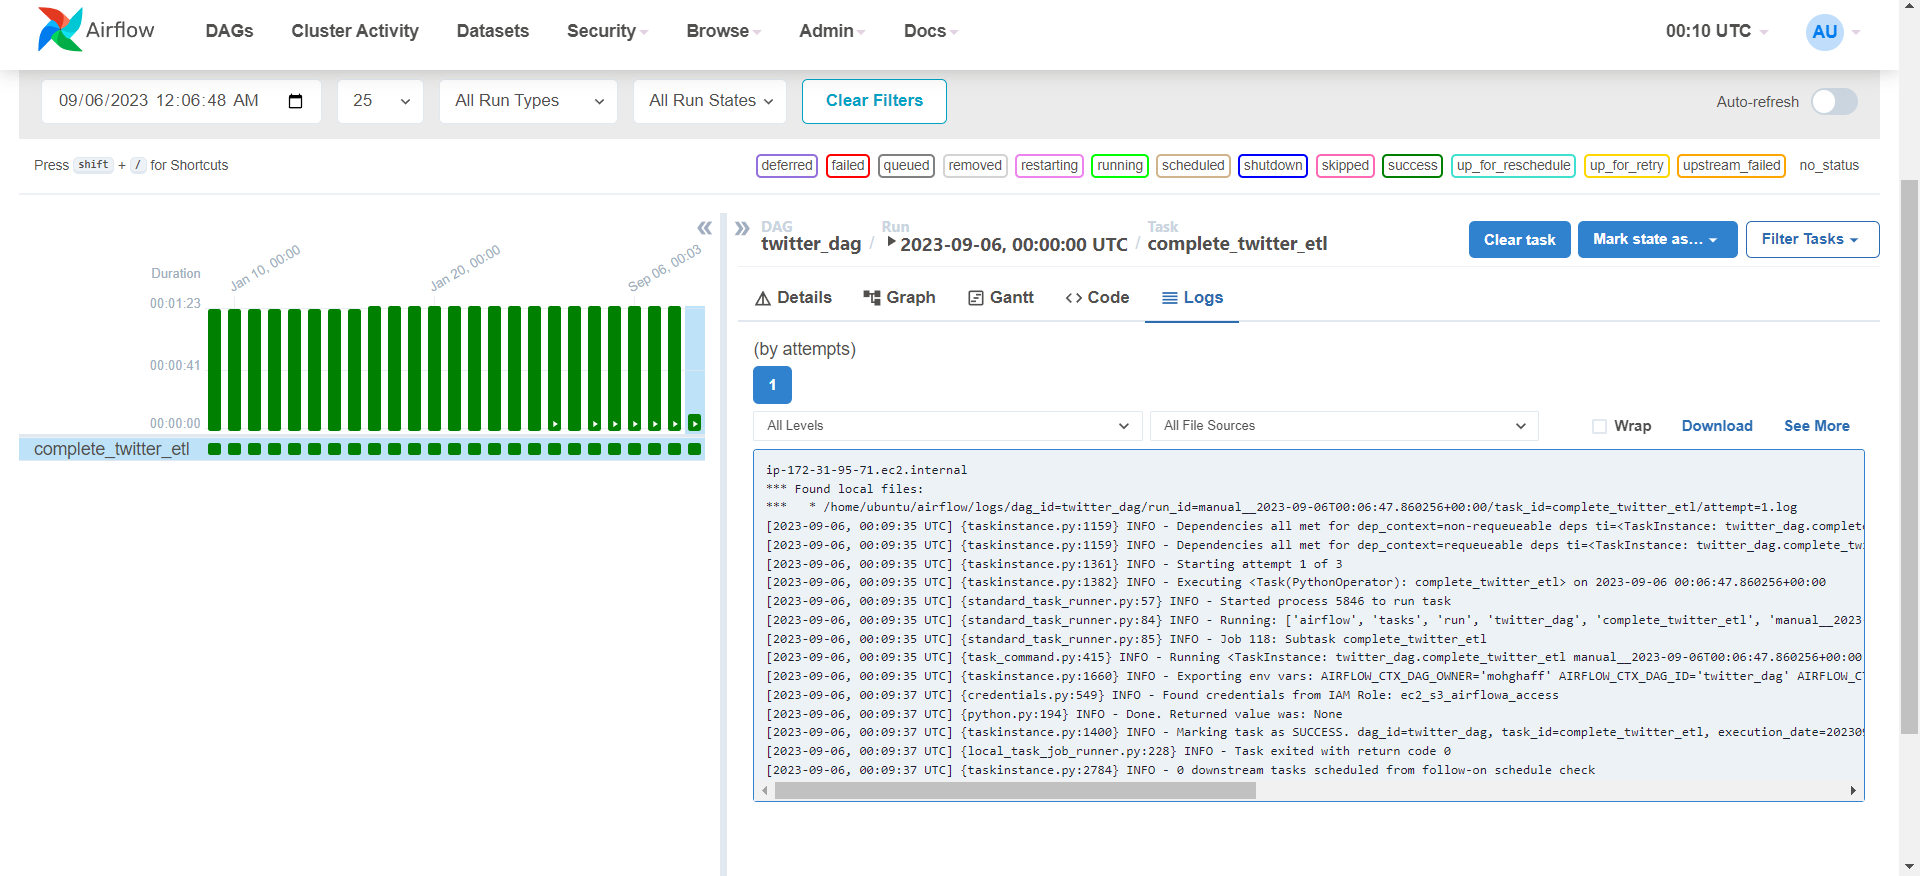 Airflow
DAGs Cluster Activity Datasets Security Browse Admin Docs 00:10 UTC AU
09/06/2023 12:06:48 AM 25 All Run Types All Run States Clear Filters Auto-refresh
Press shift + / for Shortcuts deferred failed queued removed restarting running scheduled shutdown skipped success up_for_reschedule up_for_retry upstream_failed no_status
Duration
Jan 10, 00:00 Jan 20, 00:00 Sep 06, 00:03
00:01:23
00:00:41
00:00:00
complete_twitter_etl
DAG Run Task
twitter_dag / 2023-09-06, 00:00:00 UTC / complete_twitter_etl
Clear task Mark state as... Filter Tasks
Details Graph Gantt Code Logs
(by attempts)
1
All Levels All File Sources Wrap Download See More
ip-172-31-95-71.ec2.internal
*** Found local files:
***   * /home/ubuntu/airflow/logs/dag_id=twitter_dag/run_id=manual__2023-09-06T00:06:47.860256+00:00/task_id=complete_twitter_etl/attempt=1.log
[2023-09-06, 00:09:35 UTC] {taskinstance.py:1159} INFO - Dependencies all met for dep_context=non-requeueable deps ti=<TaskInstance: twitter_dag.complet
[2023-09-06, 00:09:35 UTC] {taskinstance.py:1159} INFO - Dependencies all met for dep_context=requeueable deps ti=<TaskInstance: twitter_dag.complete_tw
[2023-09-06, 00:09:35 UTC] {taskinstance.py:1361} INFO - Starting attempt 1 of 3
[2023-09-06, 00:09:35 UTC] {taskinstance.py:1382} INFO - Executing <Task(PythonOperator): complete_twitter_etl> on 2023-09-06 00:06:47.860256+00:00
[2023-09-06, 00:09:35 UTC] {standard_task_runner.py:57} INFO - Started process 5846 to run task
[2023-09-06, 00:09:35 UTC] {standard_task_runner.py:84} INFO - Running: ['airflow', 'tasks', 'run', 'twitter_dag', 'complete_twitter_etl', 'manual__2023-
[2023-09-06, 00:09:35 UTC] {standard_task_runner.py:85} INFO - Job 118: Subtask complete_twitter_etl
[2023-09-06, 00:09:35 UTC] {task_command.py:415} INFO - Running <TaskInstance: twitter_dag.complete_twitter_etl manual__2023-09-06T00:06:47.860256+00:00
[2023-09-06, 00:09:35 UTC] {taskinstance.py:1660} INFO - Exporting env vars: AIRFLOW_CTX_DAG_OWNER='mohghaff' AIRFLOW_CTX_DAG_ID='twitter_dag' AIRFLOW_CT
[2023-09-06, 00:09:37 UTC] {credentials.py:549} INFO - Found credentials from IAM Role: ec2_s3_airflowa_access
[2023-09-06, 00:09:37 UTC] {python.py:194} INFO - Done. Returned value was: None
[2023-09-06, 00:09:37 UTC] {taskinstance.py:1400} INFO - Marking task as SUCCESS. dag_id=twitter_dag, task_id=complete_twitter_etl, execution_date=202309
[2023-09-06, 00:09:37 UTC] {local_task_job_runner.py:228} INFO - Task exited with return code 0
[2023-09-06, 00:09:37 UTC] {taskinstance.py:2784} INFO - 0 downstream tasks scheduled from follow-on schedule check